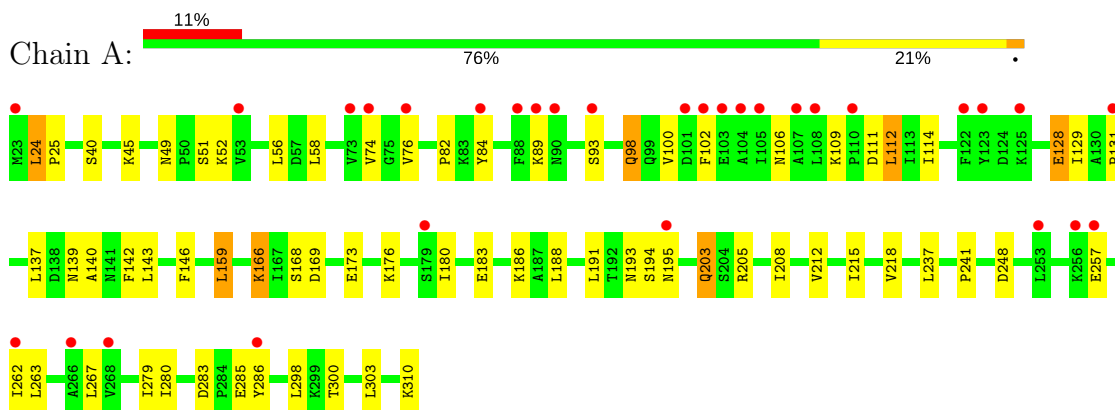 11%
Chain A:
76% 21% •
M23 L24 P25 S40 K45 N49 P50 S51 K52 V53 L56 D57 L58 V73 V74 G75 V76 P82 K83 Y84 F88 K89 N90 S93 Q98 Q99 V100 D101 F102 E103 A104 I105 N106 A107 L108 K109 P110 D111 L112 I113 I114 F122 Y123 D124 K125 E128 I129 A130
L137 D138 N139 A140 N141 F142 L143 F146 L159 K166 I167 S168 D169 E173 K176 S179 I180 E183 K186 A187 L188 L191 T192 N193 S194 N195 Q203 S204 R205 I208 V212 I215 V218 L237 P241 D248 L253 K256 E257
I262 L263 A266 L267 V268 I279 I280 D283 P284 E285 Y286 L298 K299 T300 L303 K310